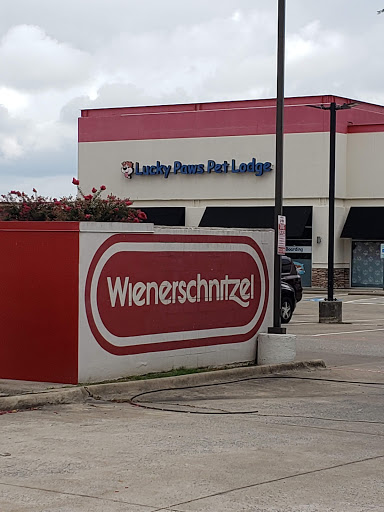 Lucky Paws Pet Lodge
Wienerschnitzel
Boarding